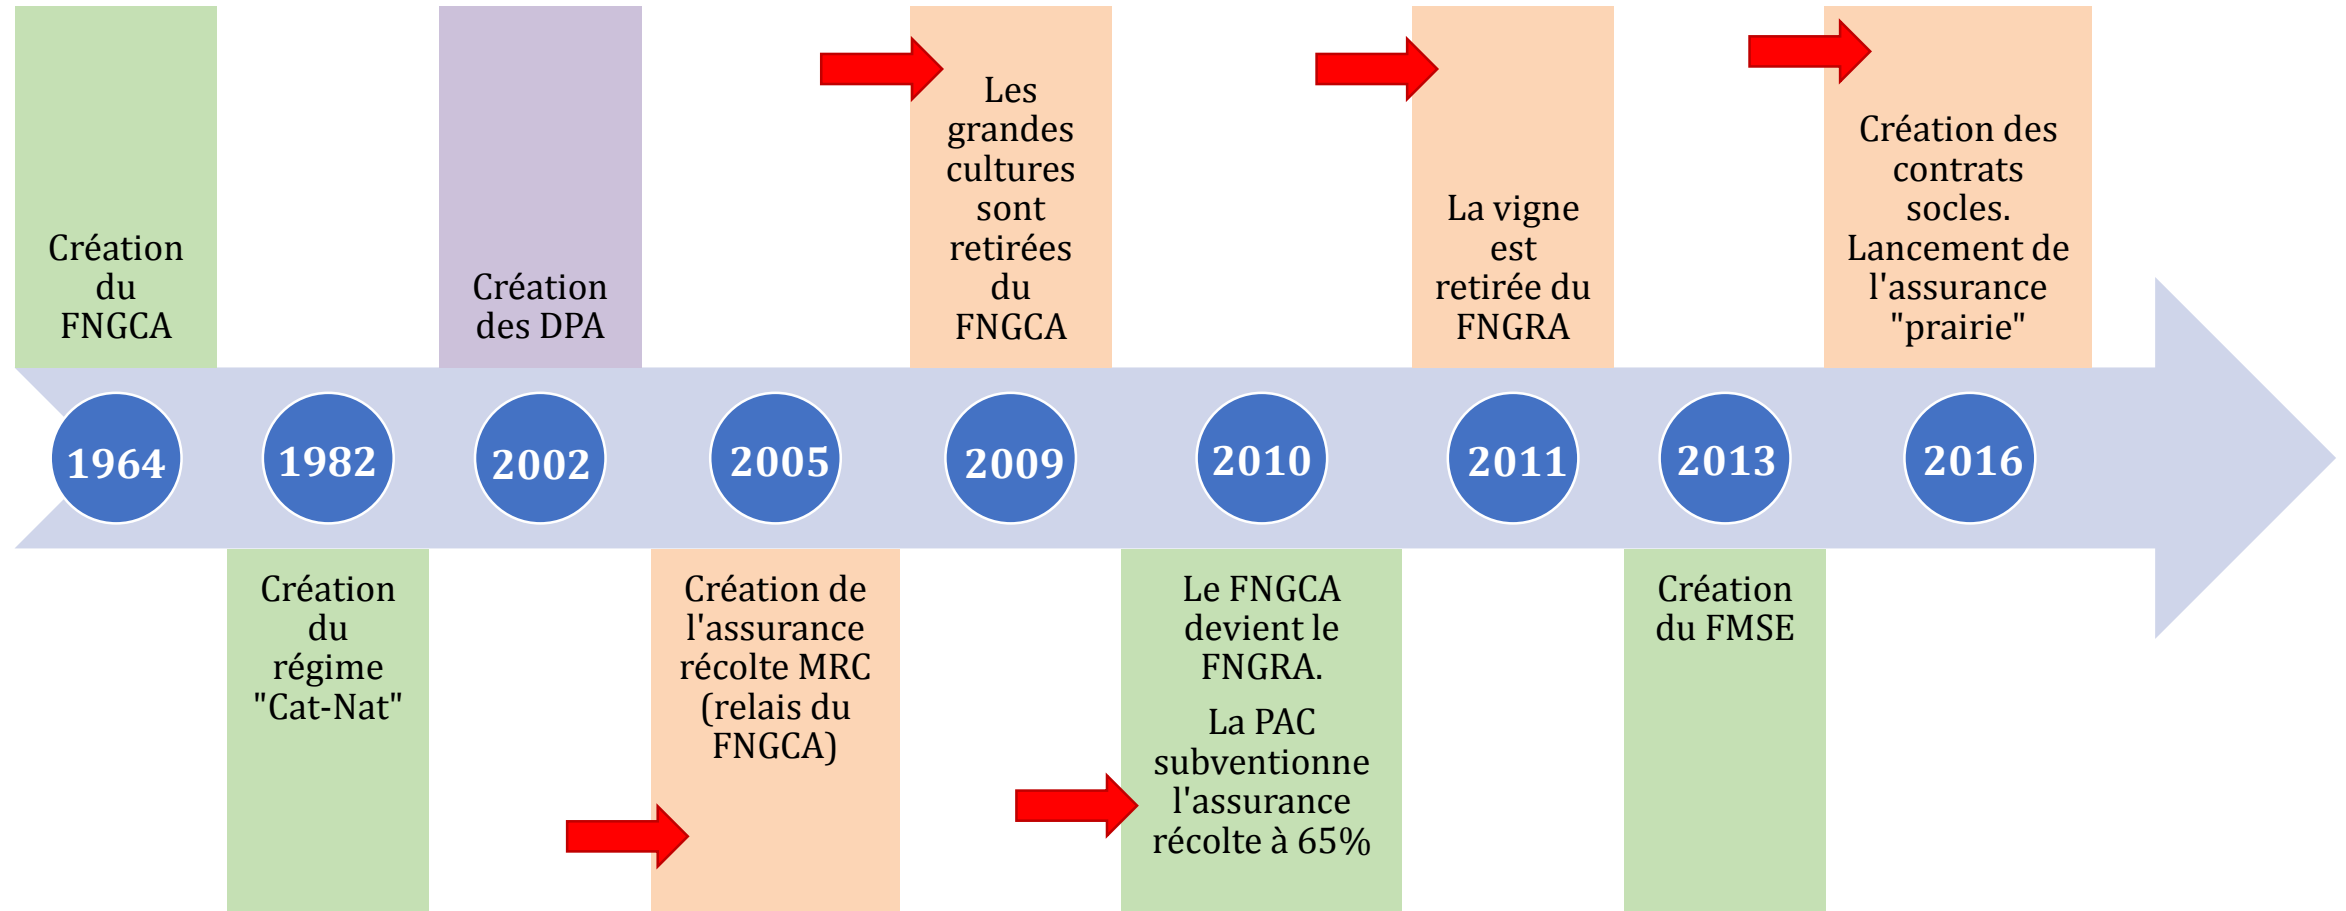 Création
du
FNGCA
Création
des DPA
Les
grandes
cultures
sont
retirées
du
FNGCA
La vigne
est
retirée du
FNGRA
Création des
contrats
socles.
Lancement de
l'assurance
"prairie"
1964
1982
2002
2005
2009
2010
2011
2013
2016
Création
du
régime
"Cat-Nat"
Création de
l'assurance
récolte MRC
(relais du
FNGCA)
Le FNGCA
devient le
FNGRA.
La PAC
subventionne
l'assurance
récolte à 65%
Création
du FMSE